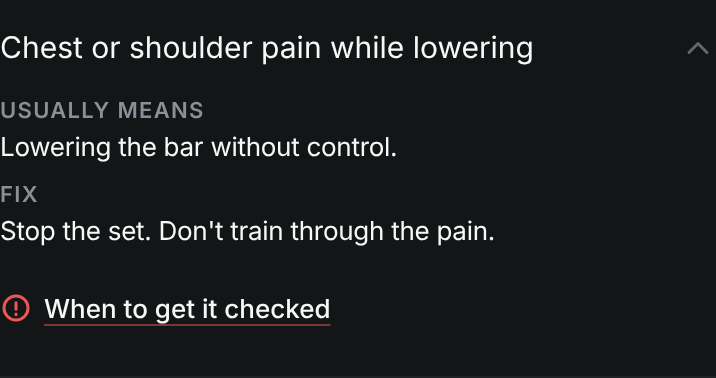 Chest or shoulder pain while lowering
USUALLY MEANS
Lowering the bar without control.
FIX
Stop the set. Don't train through the pain.
When to get it checked